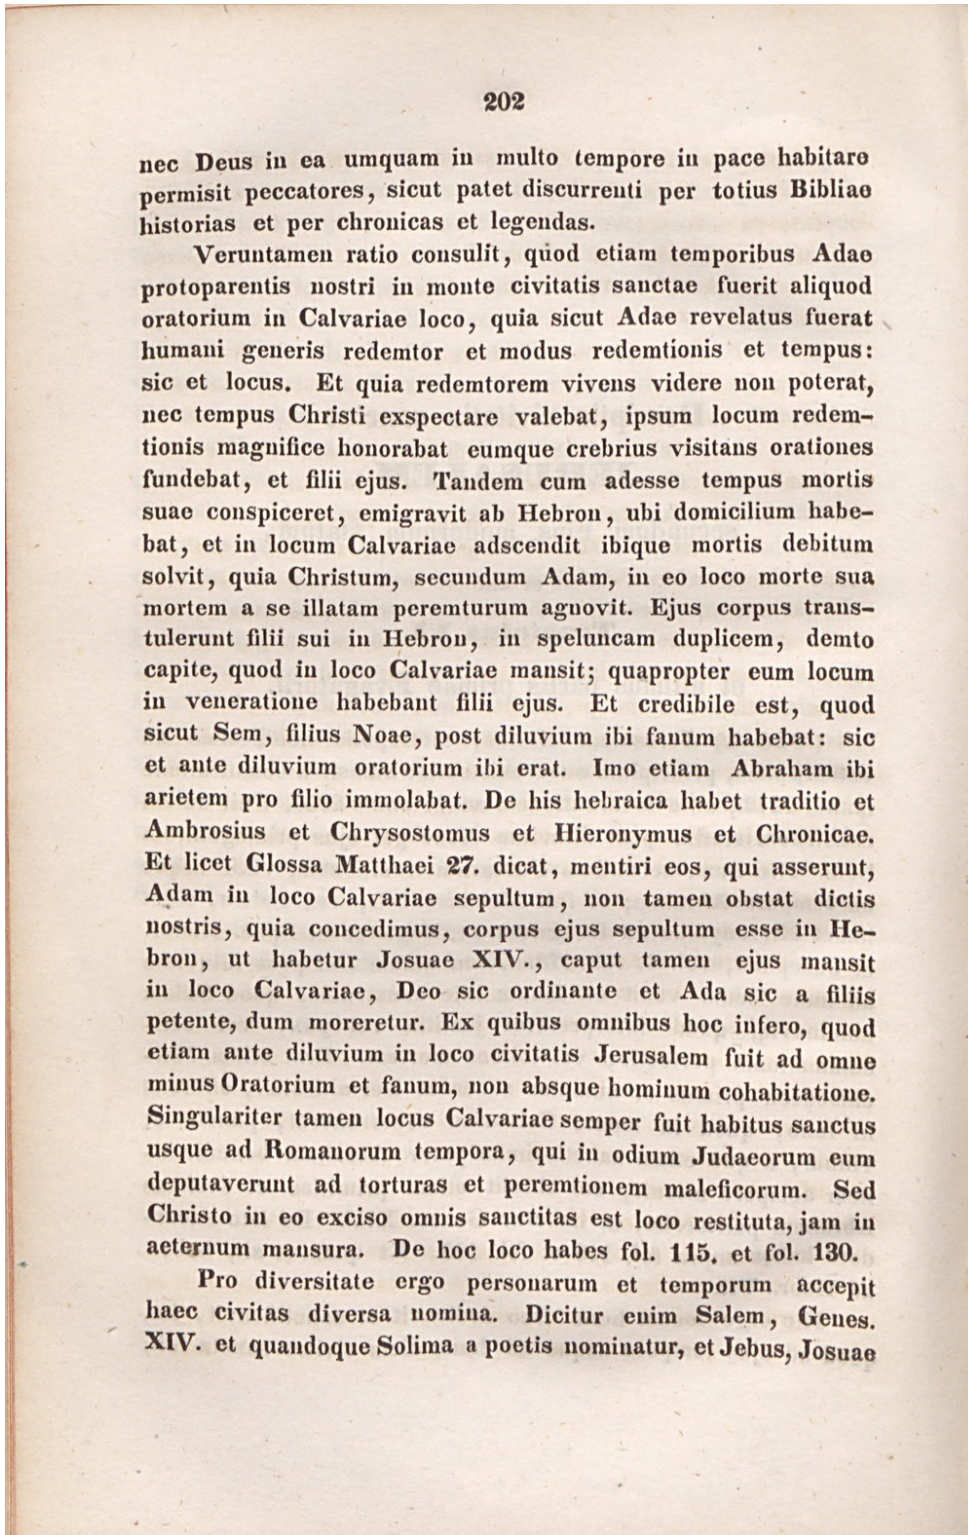 202
nec Deus in ea umquam in multo tempore in pace habitare
permisit peccatores, sicut patet discurrenti per totius Bibliae
historias et per chronicas et legendas.
Veruntamen ratio consulit, quod etiam temporibus Adae
protoparentis nostri in monte civitatis sanctae fuerit aliquod
oratorium in Calvariae loco, quia sicut Adae revelatus fuerat
humani generis redemtor et modus redemtionis et tempus:
sic et locus. Et quia redemtorem vivens videre non poterat,
nec tempus Christi exspectare valebat, ipsum locum redem-
tionis magnifice honorabat eumque crebrius visitans orationes
fundebat, et filii ejus. Tandem cum adesse tempus mortis
suae conspiceret, emigravit ab Hebron, ubi domicilium habe-
bat, et in locum Calvariae adscendit ibique mortis debitum
solvit, quia Christum, secundum Adam, in eo loco morte sua
mortem a se illatam peremturum agnovit. Ejus corpus trans-
tulerunt filii sui in Hebron, in speluncam duplicem, demto
capite, quod in loco Calvariae mansit; quapropter eum locum
in veneratione habebant filii ejus. Et credibile est, quod
sicut Sem, filius Noae, post diluvium ibi fanum habebat: sic
et ante diluvium oratorium ibi erat. Imo etiam Abraham ibi
arietem pro filio immolabat. De his hebraica habet traditio et
Ambrosius et Chrysostomus et Hieronymus et Chronicae.
Et licet Glossa Matthaei 27. dicat, mentiri eos, qui asserunt,
Adam in loco Calvariae sepultum, non tamen obstat dictis
nostris, quia concedimus, corpus ejus sepultum esse in He-
bron, ut habetur Josuae XIV., caput tamen ejus mansit
in loco Calvariae, Deo sic ordinante et Ada sic a filiis
petente, dum moreretur. Ex quibus omnibus hoc infero, quod
etiam ante diluvium in loco civitatis Jerusalem fuit ad omne
minus Oratorium et fanum, non absque hominum cohabitatione.
Singulariter tamen locus Calvariae semper fuit habitus sanctus
usque ad Romanorum tempora, qui in odium Judaeorum eum
deputaverunt ad torturas et peremtionem maleficorum. Sed
Christo in eo exciso omnis sanctitas est loco restituta, jam in
aeternum mansura. De hoc loco habes fol. 115. et fol. 130.
Pro diversitate ergo personarum et temporum accepit
haec civitas diversa nomina. Dicitur enim Salem, Genes.
XIV. et quandoque Solima a poetis nominatur, et Jebus, Josuae